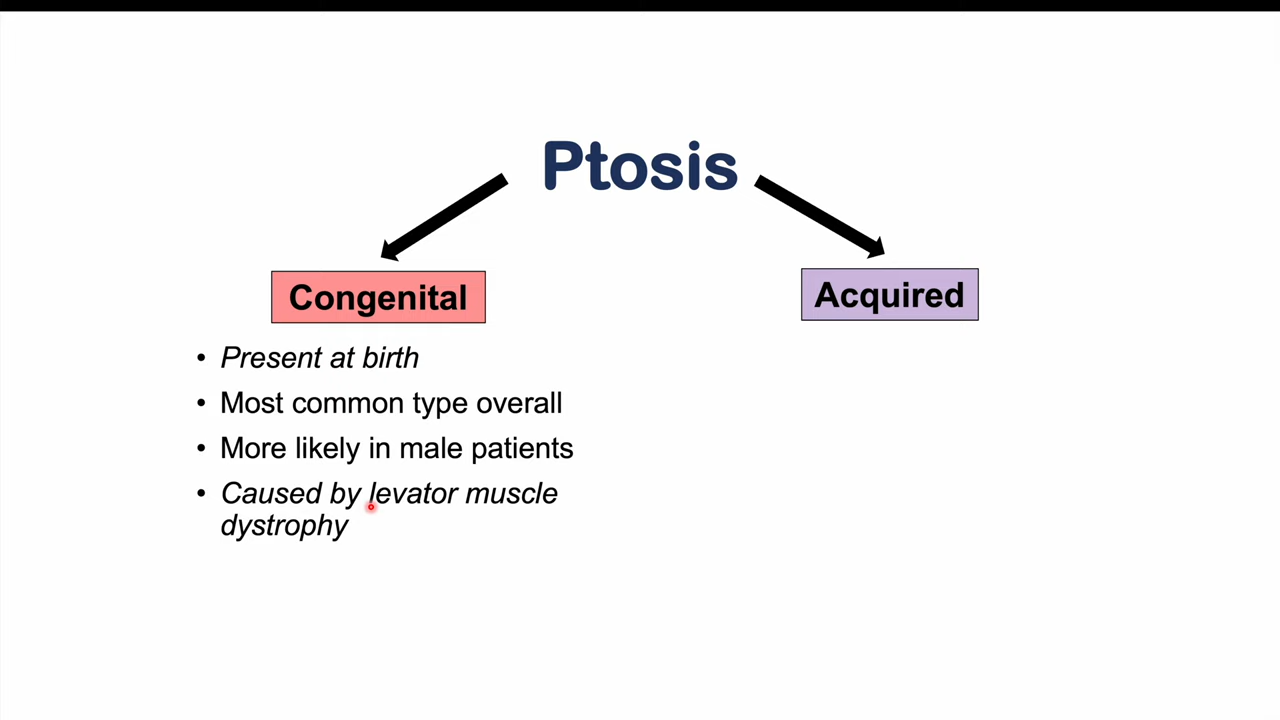 Ptosis
Congenital
Acquired
• Present at birth
• Most common type overall
• More likely in male patients
• Caused by levator muscle
dystrophy